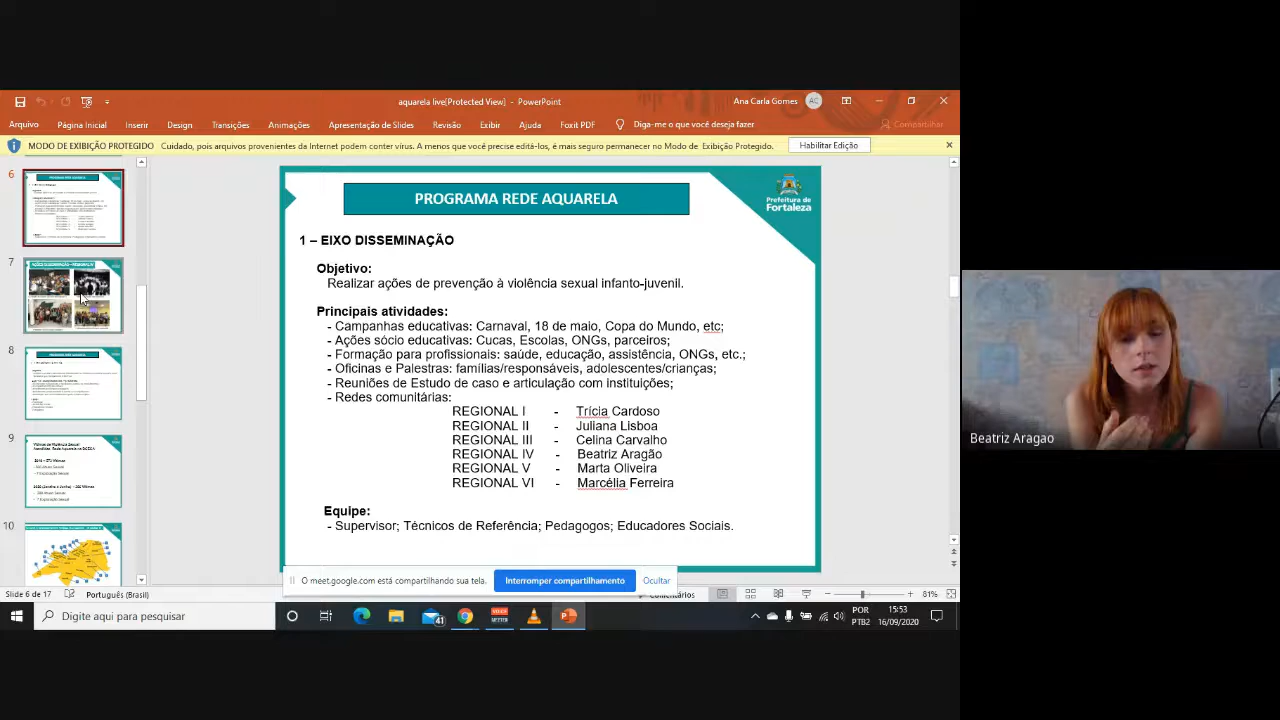 aquarela live[Protected View] - PowerPoint
Ana Carla Gomes
AC
Arquivo
Página Inicial
Inserir
Design
Transições
Animações
Apresentação de Slides
Revisão
Exibir
Ajuda
Foxit PDF
Diga-me o que você deseja fazer
Compartilhar
MODO DE EXIBIÇÃO PROTEGIDO Cuidado, pois arquivos provenientes da Internet podem conter vírus. A menos que você precise editá-los, é mais seguro permanecer no Modo de Exibição Protegido.
Habilitar Edição
6
7
8
9
10
PROGRAMA REDE AQUARELA
Prefeitura de
Fortaleza
1 – EIXO DISSEMINAÇÃO
Objetivo:
Realizar ações de prevenção à violência sexual infanto-juvenil.
Principais atividades:
- Campanhas educativas: Carnaval, 18 de maio, Copa do Mundo, etc;
- Ações sócio educativas: Cucas, Escolas, ONGs, parceiros;
- Formação para profissionais: saúde, educação, assistência, ONGs, etc.;
- Oficinas e Palestras: famílias/responsáveis, adolescentes/crianças;
- Reuniões de Estudo de caso e articulação com instituições;
- Redes comunitárias:
REGIONAL I - Trícia Cardoso
REGIONAL II - Juliana Lisboa
REGIONAL III - Celina Carvalho
REGIONAL IV - Beatriz Aragão
REGIONAL V - Marta Oliveira
REGIONAL VI - Marcélia Ferreira
Equipe:
- Supervisor; Técnicos de Referência; Pedagogos; Educadores Sociais.
Beatriz Aragao
O meet.google.com está compartilhando sua tela.
Interromper compartilhamento
Ocultar
Slide 6 de 17
Português (Brasil)
Comentários
81%
Digite aqui para pesquisar
41
POR
PTB2
15:53
16/09/2020